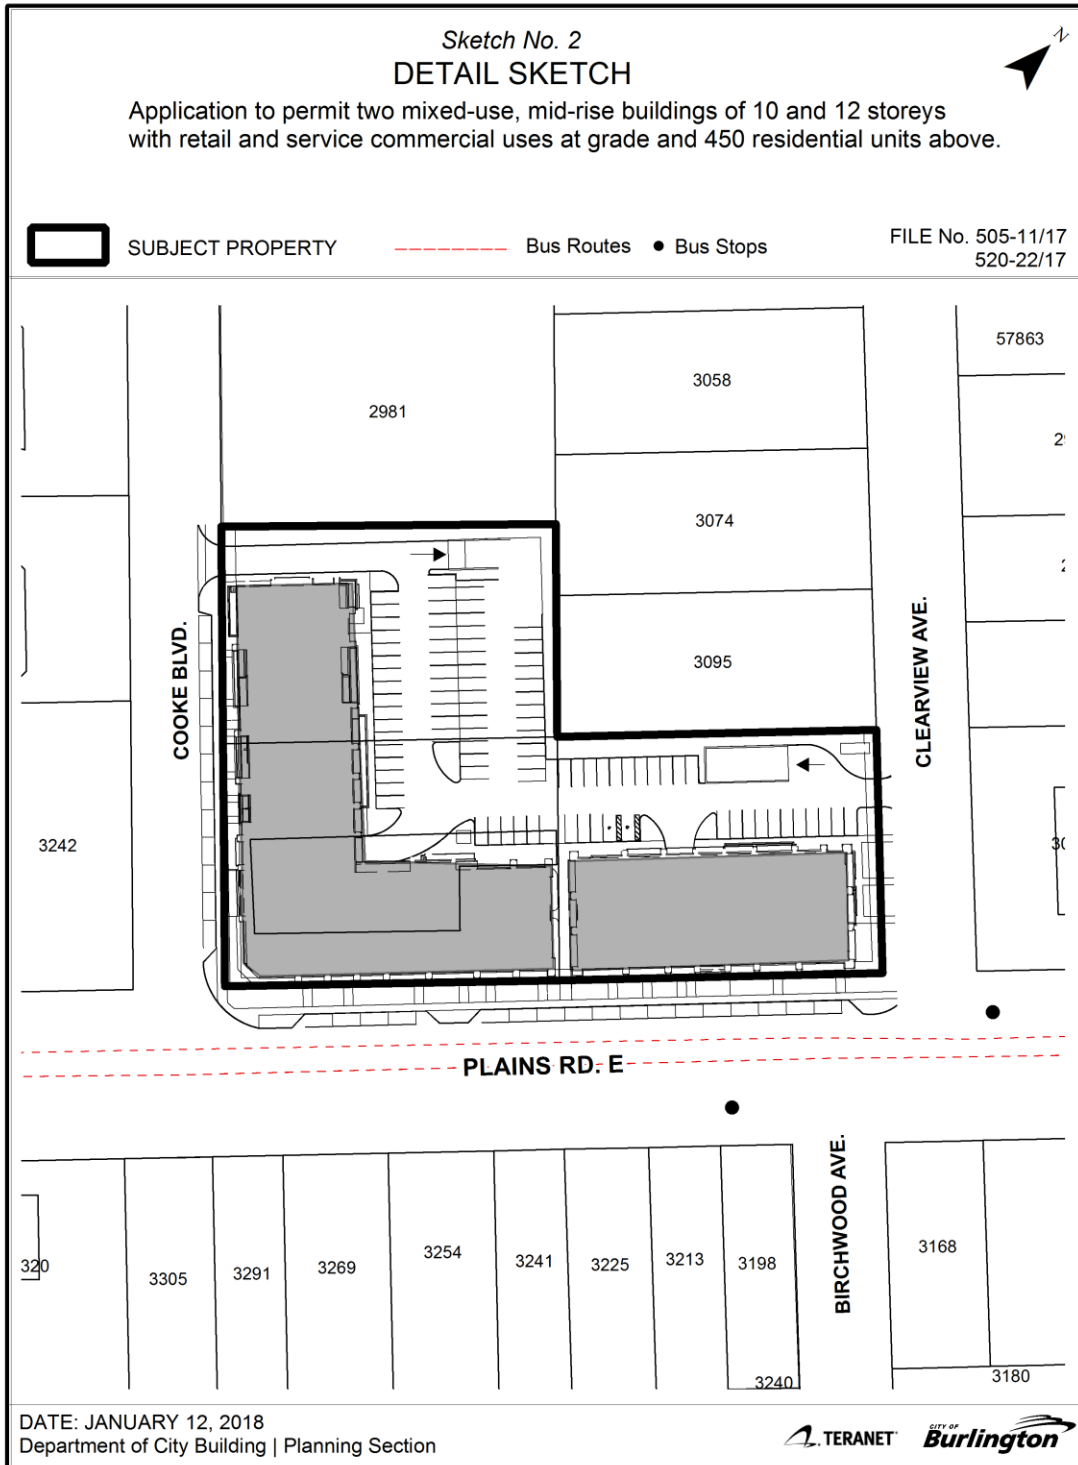 Sketch No. 2
DETAIL SKETCH
Application to permit two mixed-use, mid-rise buildings of 10 and 12 storeys
with retail and service commercial uses at grade and 450 residential units above.
N
SUBJECT PROPERTY
Bus Routes
Bus Stops
FILE No. 505-11/17
520-22/17
57863
3058
2981
3074
3095
COOKE BLVD.
CLEARVIEW AVE.
3242
PLAINS RD. E
BIRCHWOOD AVE.
320
3305
3291
3269
3254
3241
3225
3213
3198
3168
3240
3180
DATE: JANUARY 12, 2018
Department of City Building | Planning Section
TERANET
CITY OF
Burlington